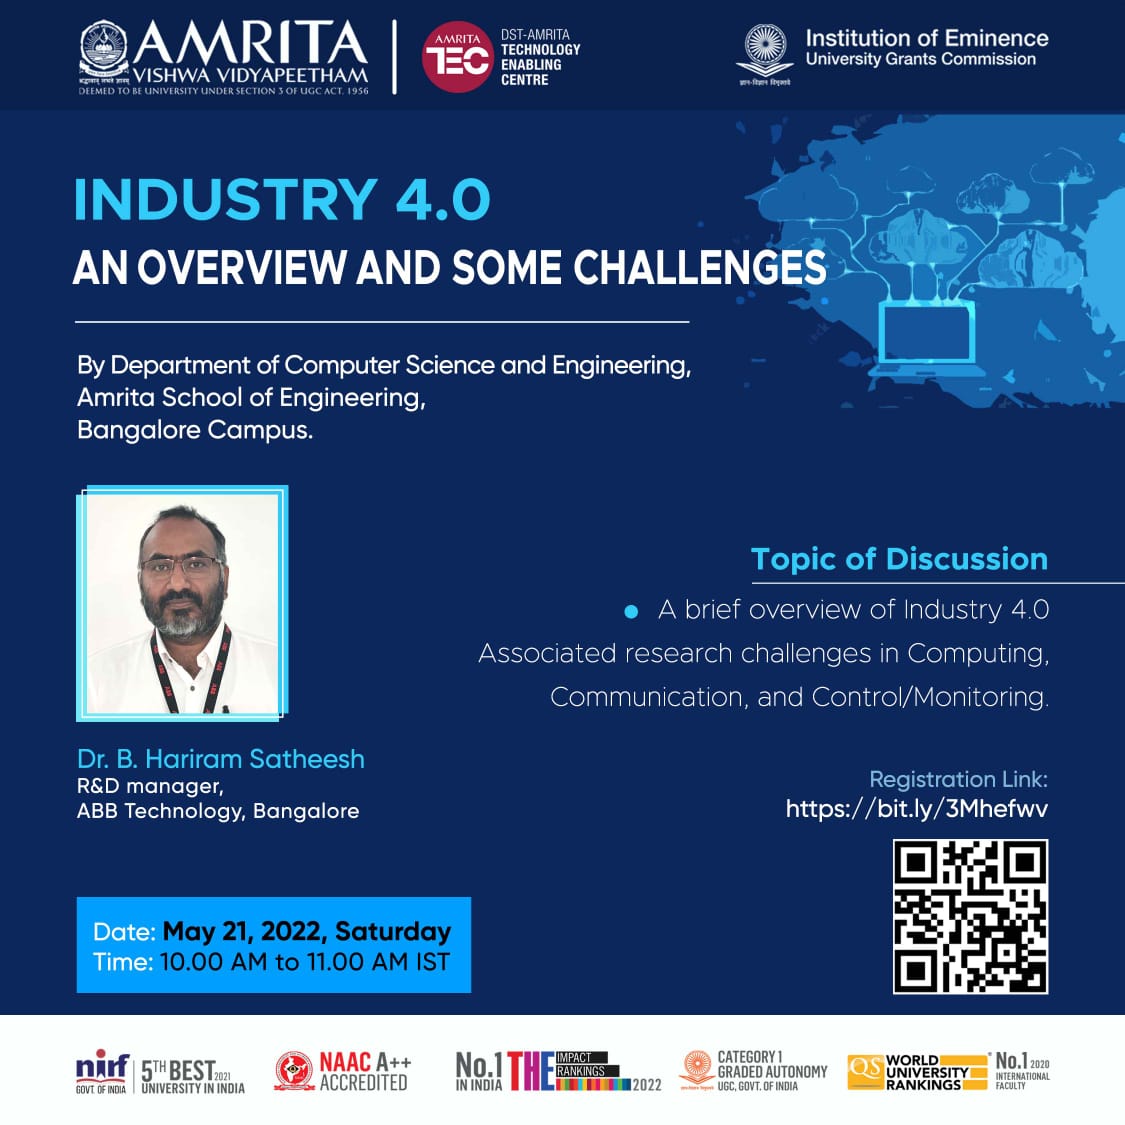 AMRITA
VISHWA VIDYAPEETHAM
DEEMED TO BE UNIVERSITY UNDER SECTION 3 OF UGC ACT. 1956
AMRITA
TEC
DST-AMRITA
TECHNOLOGY
ENABLING
CENTRE
ज्ञान-विज्ञान विमुक्तये
Institution of Eminence
University Grants Commission
INDUSTRY 4.0
AN OVERVIEW AND SOME CHALLENGES
By Department of Computer Science and Engineering,
Amrita School of Engineering,
Bangalore Campus.
Dr. B. Hariram Satheesh
R&D manager,
ABB Technology, Bangalore
Topic of Discussion
● A brief overview of Industry 4.0
Associated research challenges in Computing,
Communication, and Control/Monitoring.
Registration Link:
https://bit.ly/3Mhefwv
Date: May 21, 2022, Saturday
Time: 10.00 AM to 11.00 AM IST
nirf
GOVT. OF INDIA
5TH BEST 2021
UNIVERSITY IN INDIA
NAAC A++
ACCREDITED
No.1
IN INDIA
THE
IMPACT
RANKINGS
2022
CATEGORY 1
GRADED AUTONOMY
UGC, GOVT. OF INDIA
QS
WORLD
UNIVERSITY
RANKINGS
No.1 2020
INTERNATIONAL
FACULTY